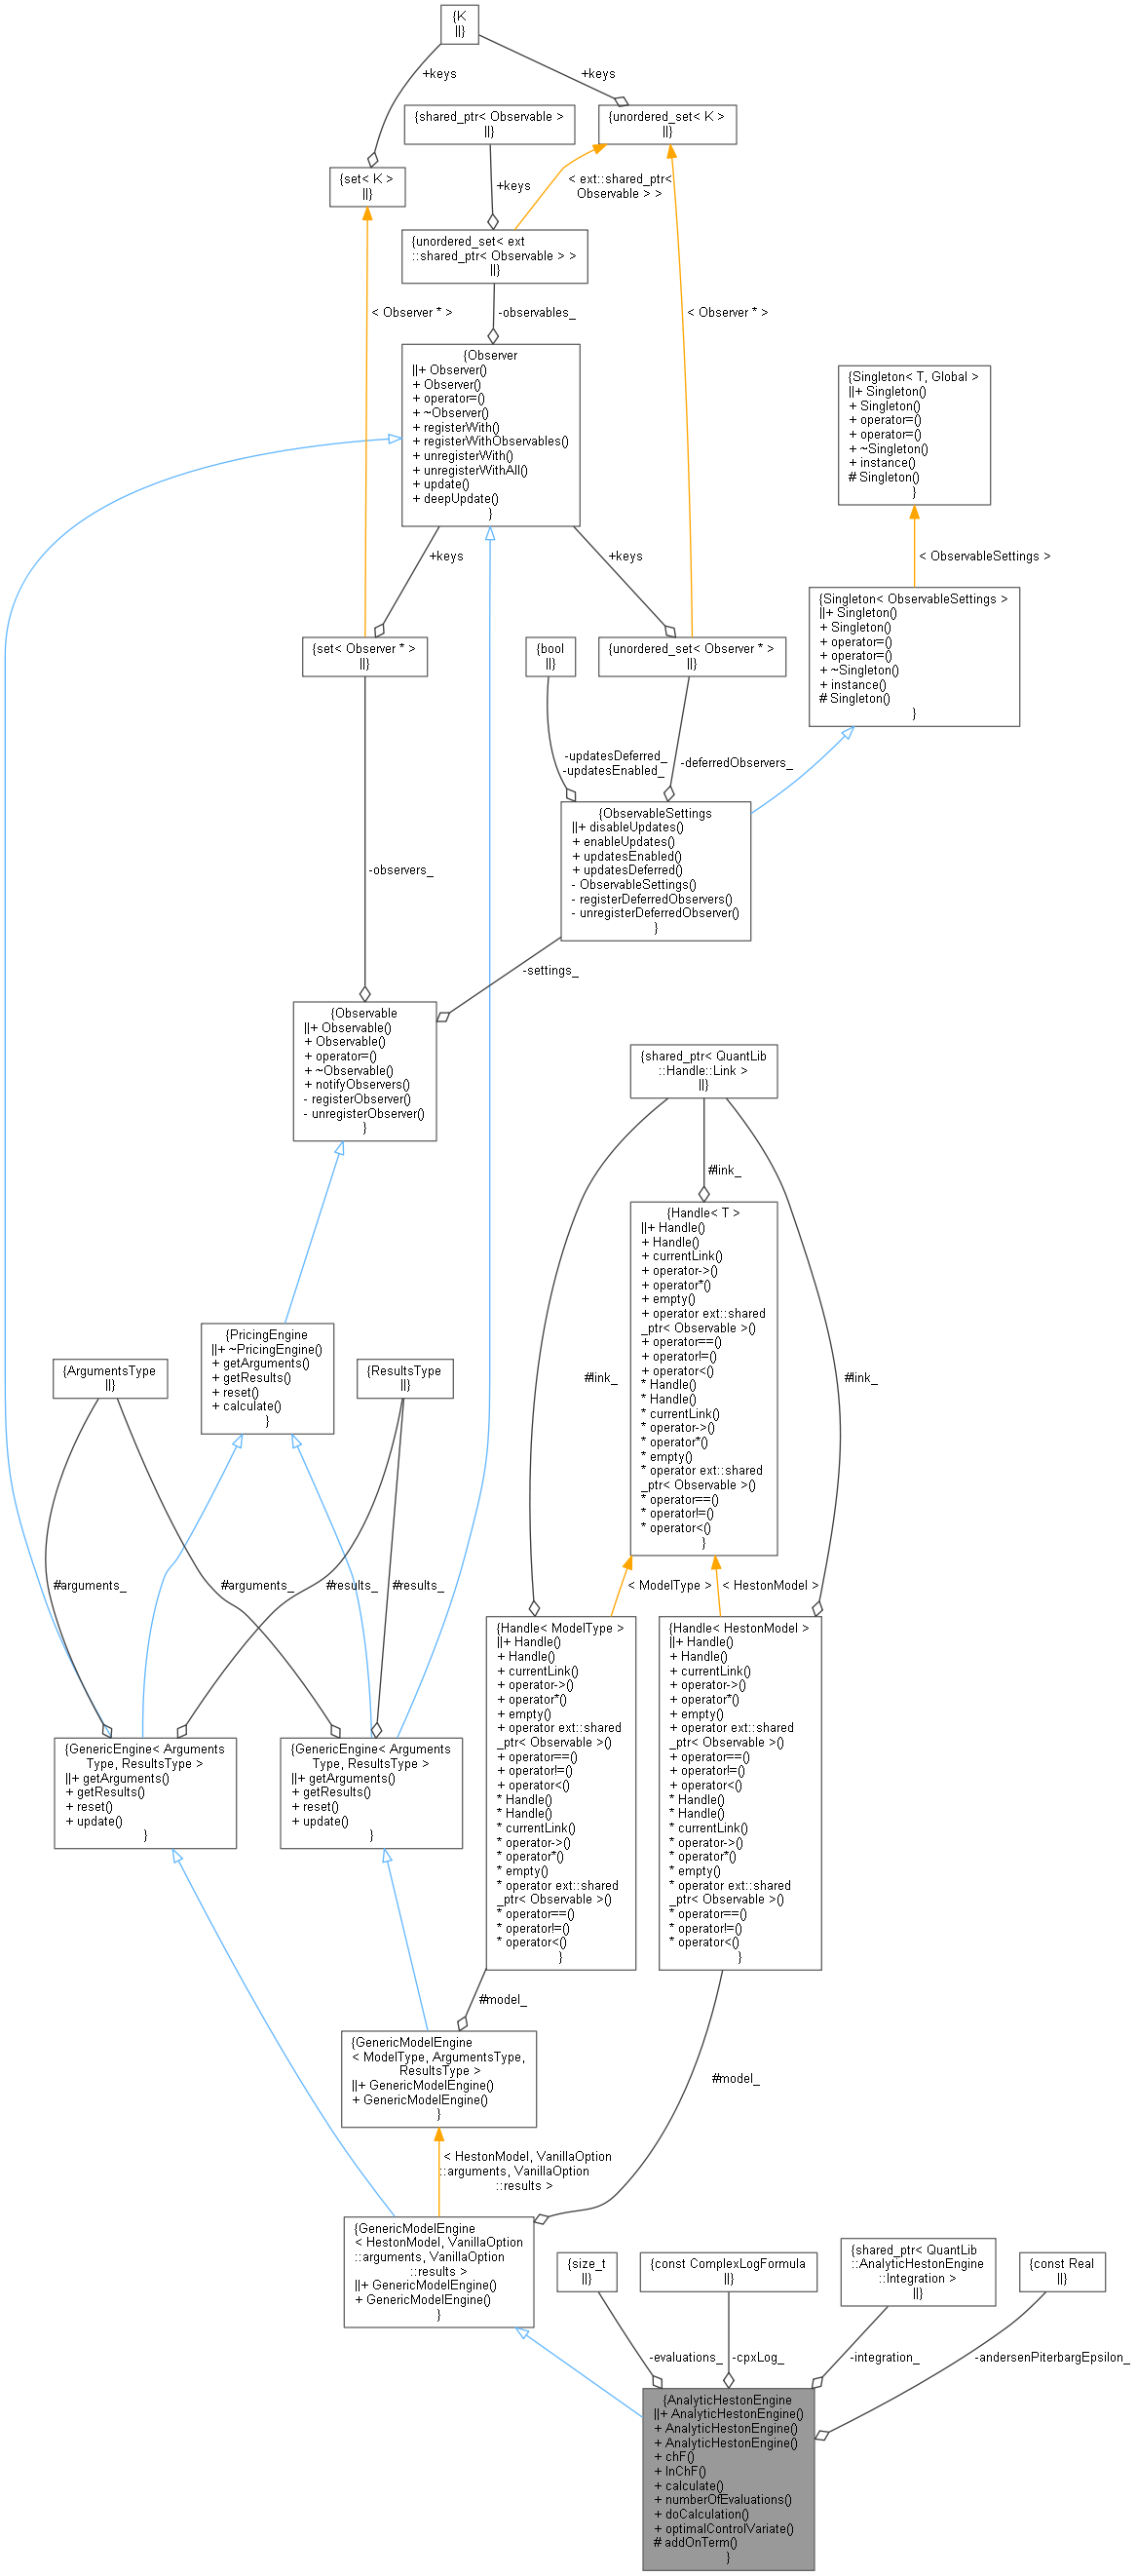 {K
||}
+keys
+keys
{shared_ptr< Observable >
||}
{unordered_set< K >
||}
{set< K >
||}
+keys
< ext::shared_ptr<
Observable > >
{unordered_set< ext
::shared_ptr< Observable > >
||}
< Observer * >
-observables_
< Observer * >
{Observer
||+ Observer()
+ Observer()
+ operator=()
+ ~Observer()
+ registerWith()
+ registerWithObservables()
+ unregisterWith()
+ unregisterWithAll()
+ update()
+ deepUpdate()
}
{Singleton< T, Global >
||+ Singleton()
+ Singleton()
+ operator=()
+ operator=()
+ ~Singleton()
+ instance()
# Singleton()
}
+keys
+keys
< ObservableSettings >
{Singleton< ObservableSettings >
||+ Singleton()
+ Singleton()
+ operator=()
+ operator=()
+ ~Singleton()
+ instance()
# Singleton()
}
{set< Observer * >
||}
{bool
||}
{unordered_set< Observer * >
||}
-updatesDeferred_
-updatesEnabled_
-deferredObservers_
{ObservableSettings
||+ disableUpdates()
+ enableUpdates()
+ updatesEnabled()
+ updatesDeferred()
- ObservableSettings()
- registerDeferredObservers()
- unregisterDeferredObserver()
}
-observers_
-settings_
{Observable
||+ Observable()
+ Observable()
+ operator=()
+ ~Observable()
+ notifyObservers()
- registerObserver()
- unregisterObserver()
}
{shared_ptr< QuantLib
::Handle::Link >
||}
#link_
{Handle< T >
||+ Handle()
+ Handle()
+ currentLink()
+ operator->()
+ operator*()
+ empty()
+ operator ext::shared
_ptr< Observable >()
+ operator==()
+ operator!=()
+ operator<()
* Handle()
* Handle()
* currentLink()
* operator->()
* operator*()
* empty()
* operator ext::shared
_ptr< Observable >()
* operator==()
* operator!=()
* operator<()
}
{PricingEngine
||+ ~PricingEngine()
+ getArguments()
+ getResults()
+ reset()
+ calculate()
}
{ArgumentsType
||}
{ResultsType
||}
#link_
#link_
#arguments_
#arguments_
#results_
#results_
< ModelType >
< HestonModel >
{Handle< ModelType >
||+ Handle()
+ Handle()
+ currentLink()
+ operator->()
+ operator*()
+ empty()
+ operator ext::shared
_ptr< Observable >()
+ operator==()
+ operator!=()
+ operator<()
* Handle()
* Handle()
* currentLink()
* operator->()
* operator*()
* empty()
* operator ext::shared
_ptr< Observable >()
* operator==()
* operator!=()
* operator<()
}
{Handle< HestonModel >
||+ Handle()
+ Handle()
+ currentLink()
+ operator->()
+ operator*()
+ empty()
+ operator ext::shared
_ptr< Observable >()
+ operator==()
+ operator!=()
+ operator<()
* Handle()
* Handle()
* currentLink()
* operator->()
* operator*()
* empty()
* operator ext::shared
_ptr< Observable >()
* operator==()
* operator!=()
* operator<()
}
{GenericEngine< Arguments
Type, ResultsType >
||+ getArguments()
+ getResults()
+ reset()
+ update()
}
{GenericEngine< Arguments
Type, ResultsType >
||+ getArguments()
+ getResults()
+ reset()
+ update()
}
#model_
{GenericModelEngine
< ModelType, ArgumentsType,
ResultsType >
||+ GenericModelEngine()
+ GenericModelEngine()
}
#model_
< HestonModel, VanillaOption
::arguments, VanillaOption
::results >
{GenericModelEngine
< HestonModel, VanillaOption
::arguments, VanillaOption
::results >
||+ GenericModelEngine()
+ GenericModelEngine()
}
{size_t
||}
{const ComplexLogFormula
||}
{shared_ptr< QuantLib
::AnalyticHestonEngine
::Integration >
||}
{const Real
||}
-evaluations_
-cpxLog_
-integration_
-andersenPiterbargEpsilon_
{AnalyticHestonEngine
||+ AnalyticHestonEngine()
+ AnalyticHestonEngine()
+ AnalyticHestonEngine()
+ chF()
+ lnChF()
+ calculate()
+ numberOfEvaluations()
+ doCalculation()
+ optimalControlVariate()
# addOnTerm()
}